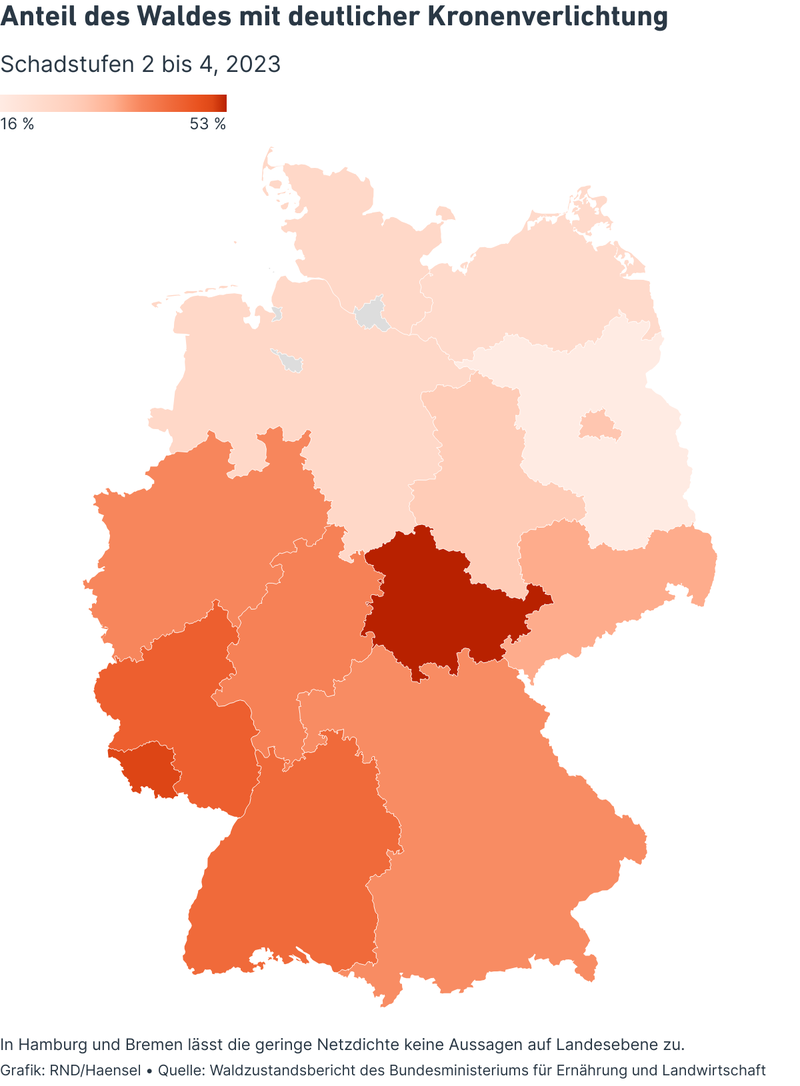 Anteil des Waldes mit deutlicher Kronenverlichtung
Schadstufen 2 bis 4, 2023
16 % 53 %
In Hamburg und Bremen lässt die geringe Netzdichte keine Aussagen auf Landesebene zu.
Grafik: RND/Haensel • Quelle: Waldzustandsbericht des Bundesministeriums für Ernährung und Landwirtschaft